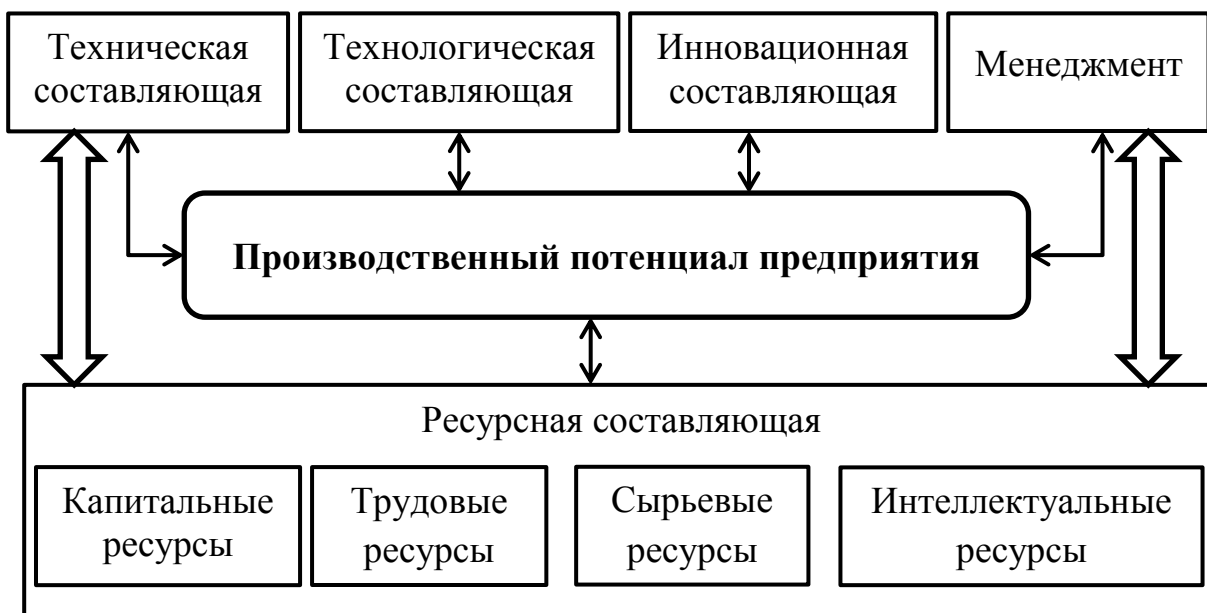 Техническая
составляющая
Технологическая
составляющая
Инновационная
составляющая
Менеджмент
Производственный потенциал предприятия
Ресурсная составляющая
Капитальные
ресурсы
Трудовые
ресурсы
Сырьевые
ресурсы
Интеллектуальные
ресурсы